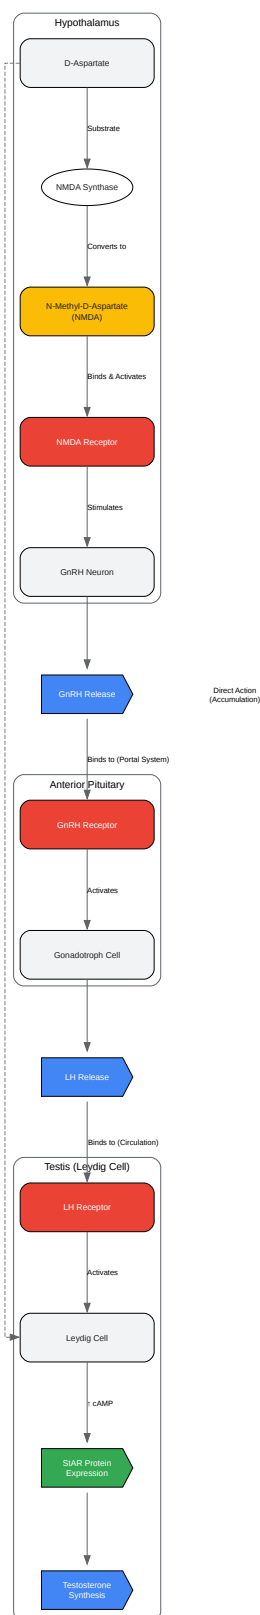 Hypothalamus
D-Aspartate
Substrate
NMDA Synthase
Converts to
N-Methyl-D-Aspartate
(NMDA)
Binds & Activates
NMDA Receptor
Stimulates
GnRH Neuron
GnRH Release
Direct Action
(Accumulation)
Binds to (Portal System)
Anterior Pituitary
GnRH Receptor
Activates
Gonadotroph Cell
LH Release
Binds to (Circulation)
Testis (Leydig Cell)
LH Receptor
Activates
Leydig Cell
↑ cAMP
StAR Protein
Expression
Testosterone
Synthesis